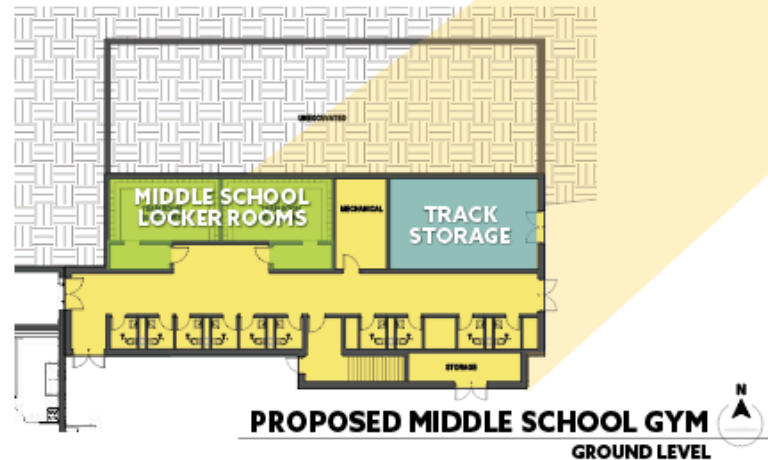 UNEXCAVATED
MIDDLE SCHOOL
LOCKER ROOMS
MECHANICAL
TRACK
STORAGE
STORAGE
N
PROPOSED MIDDLE SCHOOL GYM
GROUND LEVEL